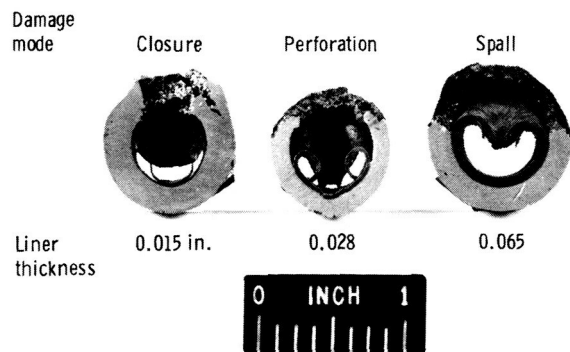 Damage
mode
Closure
Perforation
Spall
Liner
thickness
0.015 in.
0.028
0.065
0 INCH 1